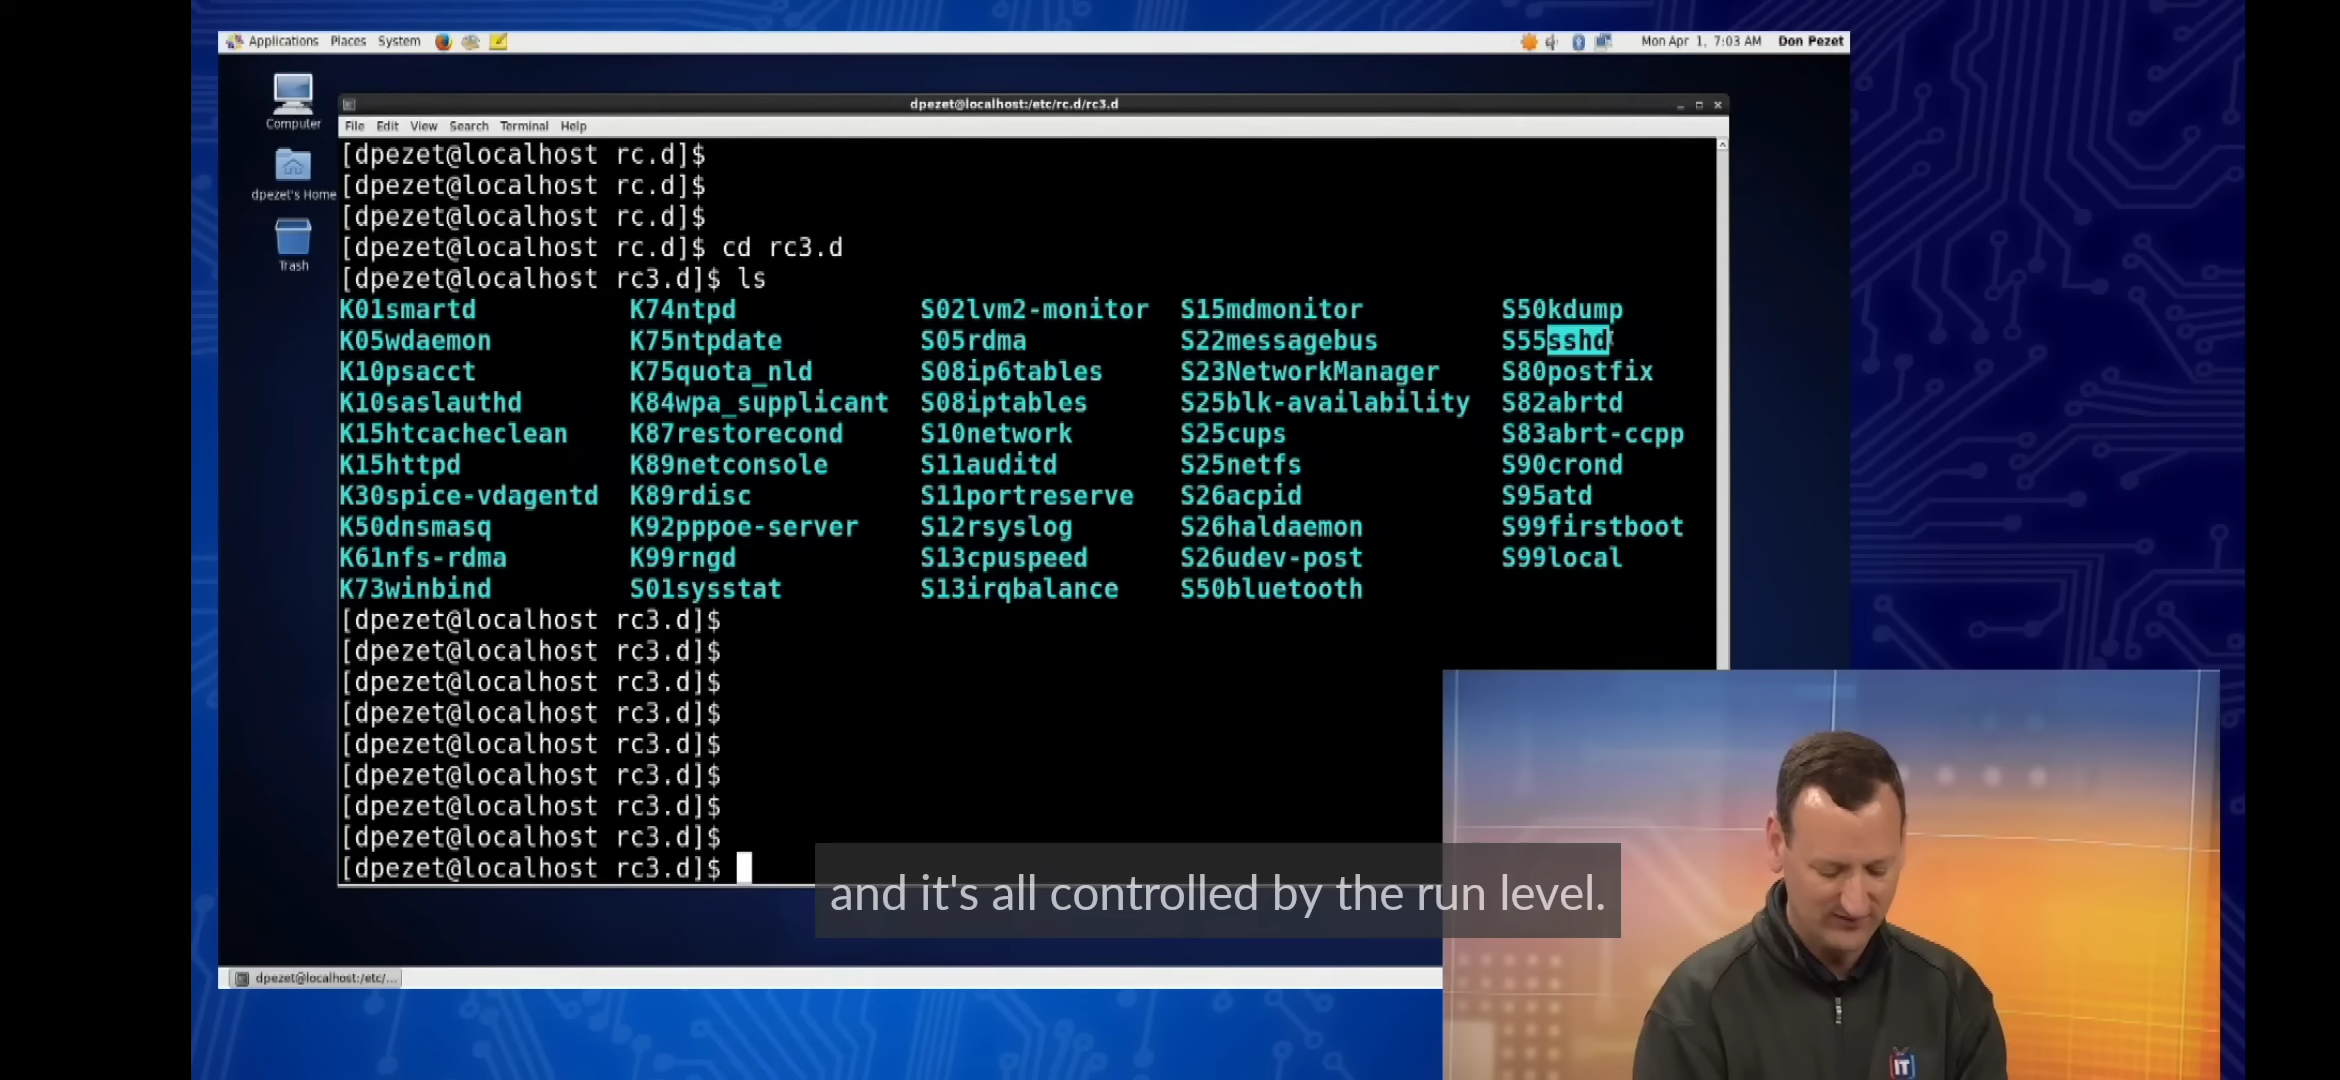 Applications Places System Mon Apr 1, 7:03 AM Don Pezet
Computer
dpezet's Home
Trash
dpezet@localhost:/etc/rc.d/rc3.d
File Edit View Search Terminal Help
[dpezet@localhost rc.d]$
[dpezet@localhost rc.d]$
[dpezet@localhost rc.d]$
[dpezet@localhost rc.d]$ cd rc3.d
[dpezet@localhost rc3.d]$ ls
K01smartd K74ntpd S02lvm2-monitor S15mdmonitor S50kdump
K05wdaemon K75ntpdate S05rdma S22messagebus S55sshd
K10psacct K75quota_nld S08ip6tables S23NetworkManager S80postfix
K10saslauthd K84wpa_supplicant S08iptables S25blk-availability S82abrtd
K15htcacheclean K87restorecond S10network S25cups S83abrt-ccpp
K15httpd K89netconsole S11auditd S25netfs S90crond
K30spice-vdagentd K89rdisc S11portreserve S26acpid S95atd
K50dnsmasq K92pppoe-server S12rsyslog S26haldaemon S99firstboot
K61nfs-rdma K99rngd S13cpuspeed S26udev-post S99local
K73winbind S01sysstat S13irqbalance S50bluetooth
[dpezet@localhost rc3.d]$
[dpezet@localhost rc3.d]$
[dpezet@localhost rc3.d]$
[dpezet@localhost rc3.d]$
[dpezet@localhost rc3.d]$
[dpezet@localhost rc3.d]$
[dpezet@localhost rc3.d]$
[dpezet@localhost rc3.d]$
[dpezet@localhost rc3.d]$
and it's all controlled by the run level.
dpezet@localhost:/etc/...
IT